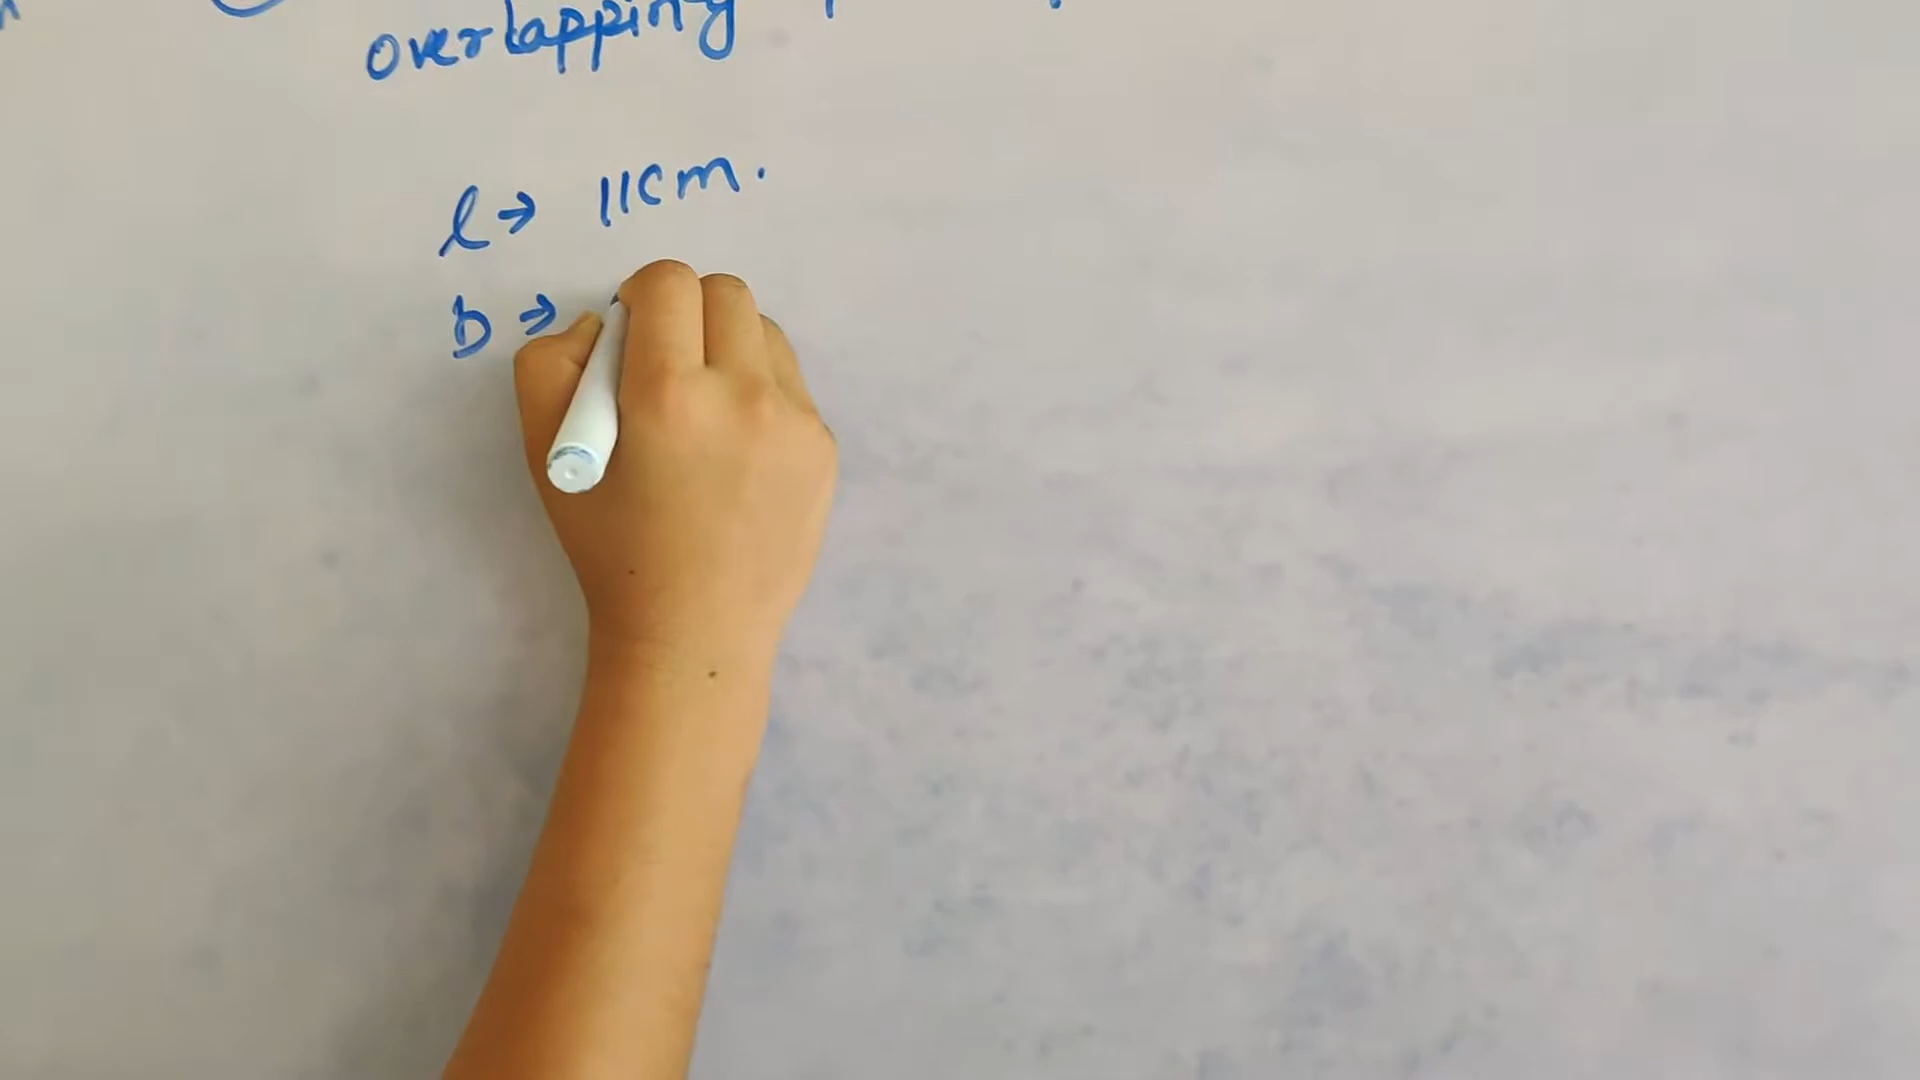 overlapping
l → 11cm.
b →